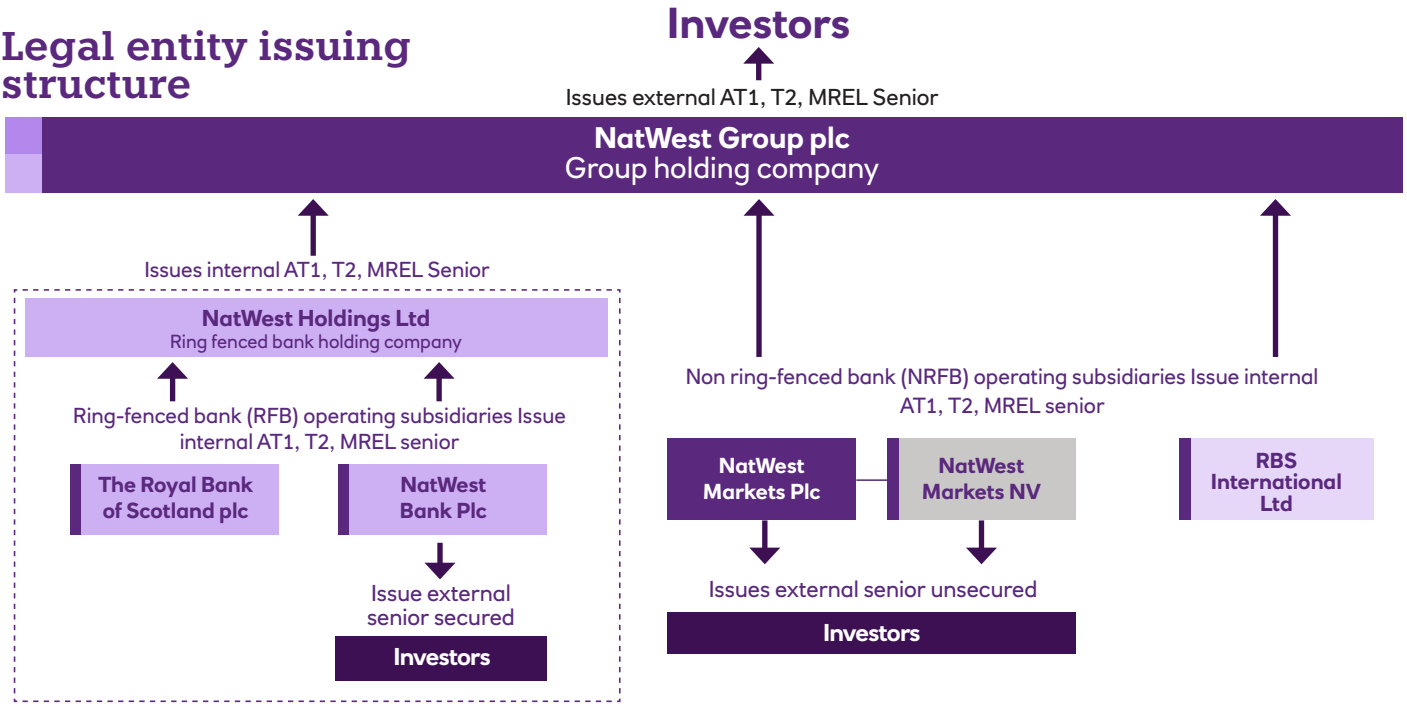 Legal entity issuing
structure
Investors
Issues external AT1, T2, MREL Senior
NatWest Group plc
Group holding company
Issues internal AT1, T2, MREL Senior
NatWest Holdings Ltd
Ring fenced bank holding company
Ring-fenced bank (RFB) operating subsidiaries Issue
internal AT1, T2, MREL senior
The Royal Bank
of Scotland plc
NatWest
Bank Plc
Issue external
senior secured
Investors
Non ring-fenced bank (NRFB) operating subsidiaries Issue internal
AT1, T2, MREL senior
NatWest
Markets Plc
NatWest
Markets NV
RBS
International
Ltd
Issues external senior unsecured
Investors